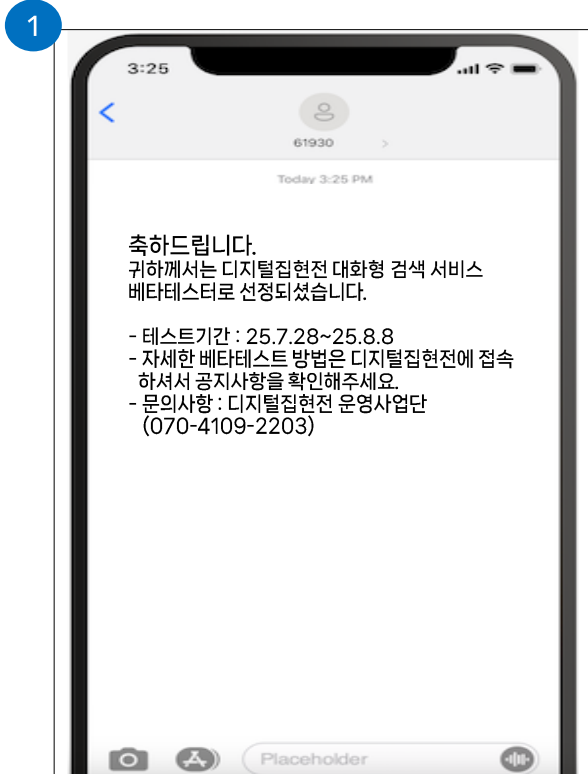 1
3:25
61930
Today 3:25 PM
축하드립니다.
귀하께서는 디지털집현전 대화형 검색 서비스
베타테스터로 선정되셨습니다.
- 테스트기간 : 25.7.28~25.8.8
- 자세한 베타테스트 방법은 디지털집현전에 접속
하셔서 공지사항을 확인해주세요.
- 문의사항 : 디지털집현전 운영사업단
(070-4109-2203)
Placeholder